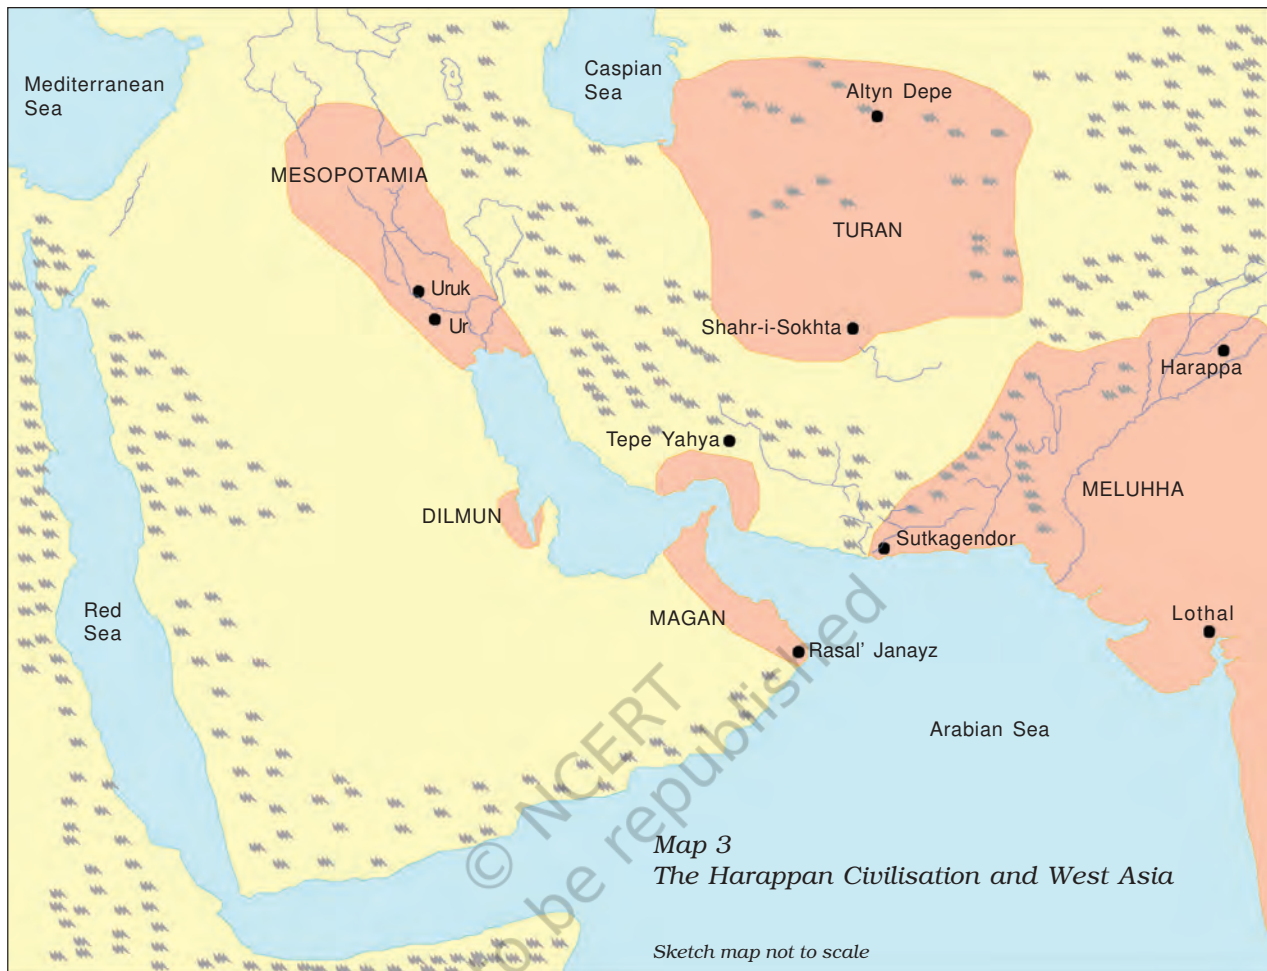 Mediterranean
Sea
Caspian
Sea
Altyn Depe
MESOPOTAMIA
TURAN
Uruk
Ur
Shahr-i-Sokhta
Harappa
Tepe Yahya
MELUHHA
DILMUN
Sutkagendor
Red
Sea
MAGAN
Lothal
Rasal' Janayz
Arabian Sea
© NCERT
to be republished
Map 3
The Harappan Civilisation and West Asia
Sketch map not to scale